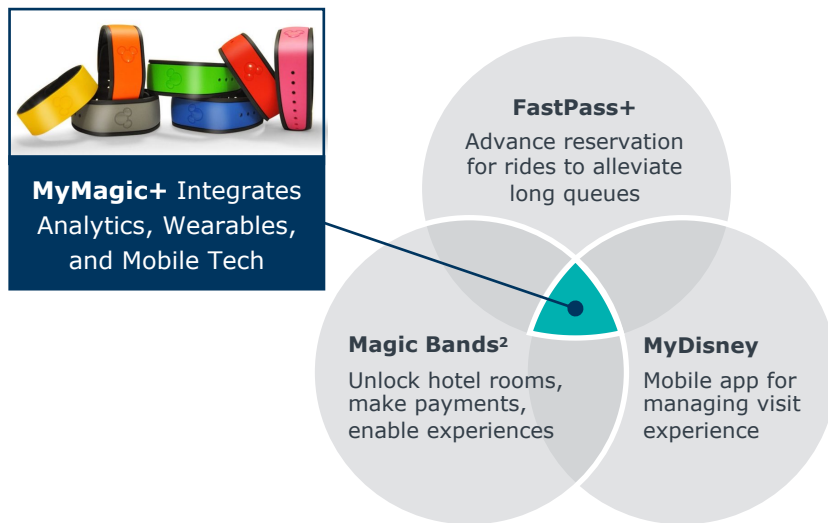 MyMagic+ Integrates
Analytics, Wearables,
and Mobile Tech
FastPass+
Advance reservation
for rides to alleviate
long queues
Magic Bands²
Unlock hotel rooms,
make payments,
enable experiences
MyDisney
Mobile app for
managing visit
experience